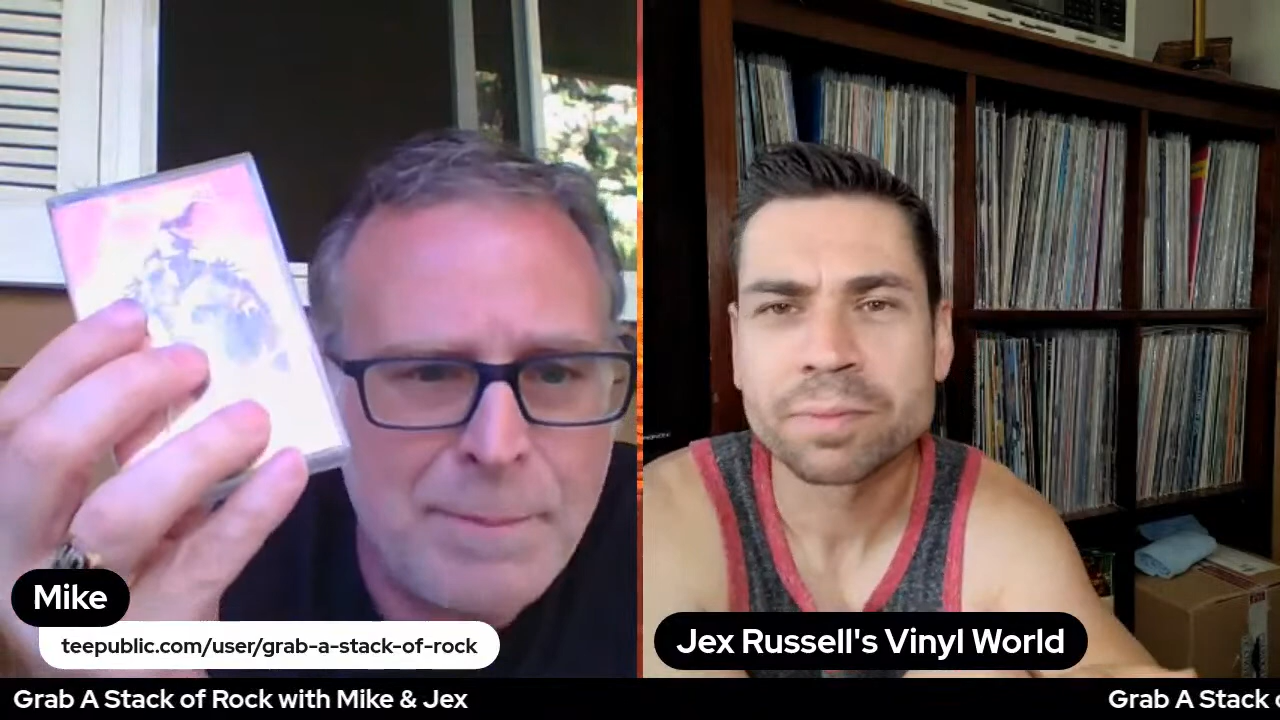 Mike
teepublic.com/user/grab-a-stack-of-rock
Jex Russell's Vinyl World
Grab A Stack of Rock with Mike & Jex
Grab A Stack